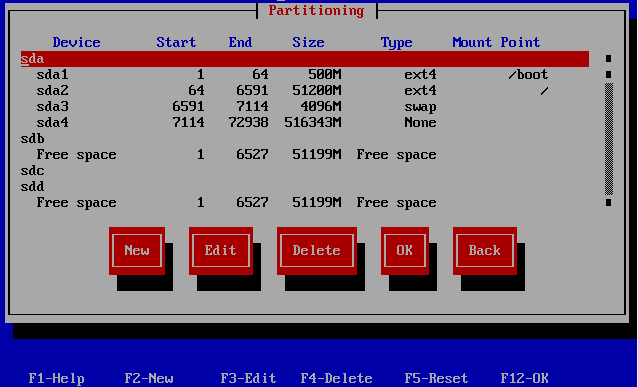 Partitioning
Device Start End Size Type Mount Point
sda
sda1 1 64 500M ext4 /boot
sda2 64 6591 51200M ext4 /
sda3 6591 7114 4096M swap
sda4 7114 72938 516343M None
sdb
Free space 1 6527 51199M Free space
sdc
sdd
Free space 1 6527 51199M Free space
New Edit Delete OK Back
F1-Help F2-New F3-Edit F4-Delete F5-Reset F12-OK